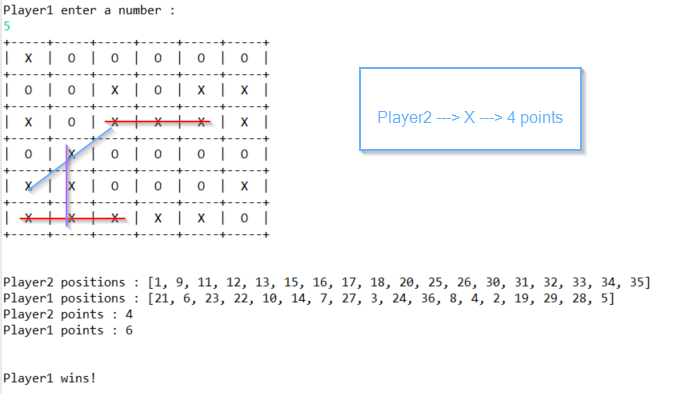 Player1 enter a number :
5
+-----+-----+-----+-----+-----+-----+
| X | O | O | O | O | O |
+-----+-----+-----+-----+-----+-----+
| O | O | X | O | X | X |
+-----+-----+-----+-----+-----+-----+
| X | O | X | X | X | X |
+-----+-----+-----+-----+-----+-----+
| O | X | O | O | O | O |
+-----+-----+-----+-----+-----+-----+
| X | X | O | O | O | X |
+-----+-----+-----+-----+-----+-----+
| X | X | X | X | X | O |
+-----+-----+-----+-----+-----+-----+
Player2 ---> X ---> 4 points
Player2 positions : [1, 9, 11, 12, 13, 15, 16, 17, 18, 20, 25, 26, 30, 31, 32, 33, 34, 35]
Player1 positions : [21, 6, 23, 22, 10, 14, 7, 27, 3, 24, 36, 8, 4, 2, 19, 29, 28, 5]
Player2 points : 4
Player1 points : 6
Player1 wins!